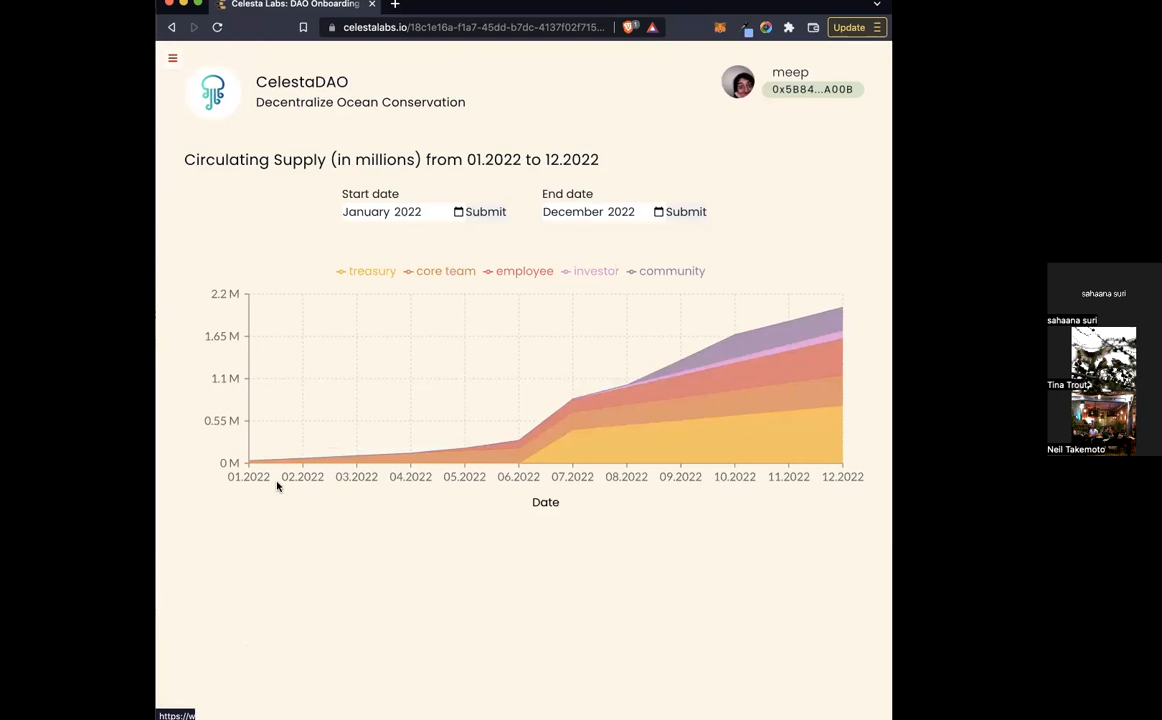 Celesta Labs: DAO Onboarding
celestalabs.io/18c1e16a-f1a7-45dd-b7dc-4137f02f715...
1
Update
CelestaDAO
Decentralize Ocean Conservation
meep
0x5B84...A00B
Circulating Supply (in millions) from 01.2022 to 12.2022
Start date
End date
January 2022
Submit
December 2022
Submit
treasury core team employee investor community
2.2 M
1.65 M
1.1 M
0.55 M
0 M
01.2022 02.2022 03.2022 04.2022 05.2022 06.2022 07.2022 08.2022 09.2022 10.2022 11.2022 12.2022
Date
sahaana suri
sahaana suri
Tina Trout
Neil Takemoto
https://w